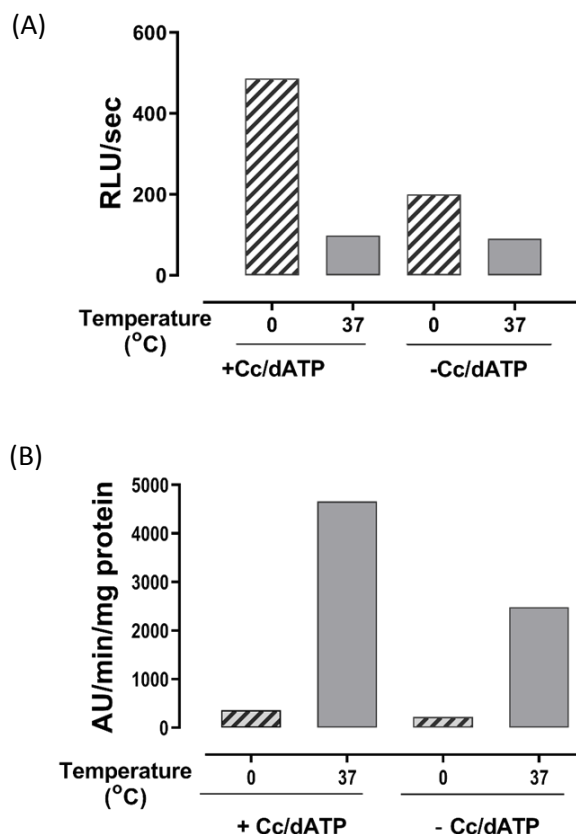 (A)
RLU/sec
600
400
200
0
Temperature
(°C)
0 37 0 37
+Cc/dATP -Cc/dATP
(B)
AU/min/mg protein
5000
4000
3000
2000
1000
0
Temperature
(°C)
0 37 0 37
+ Cc/dATP - Cc/dATP